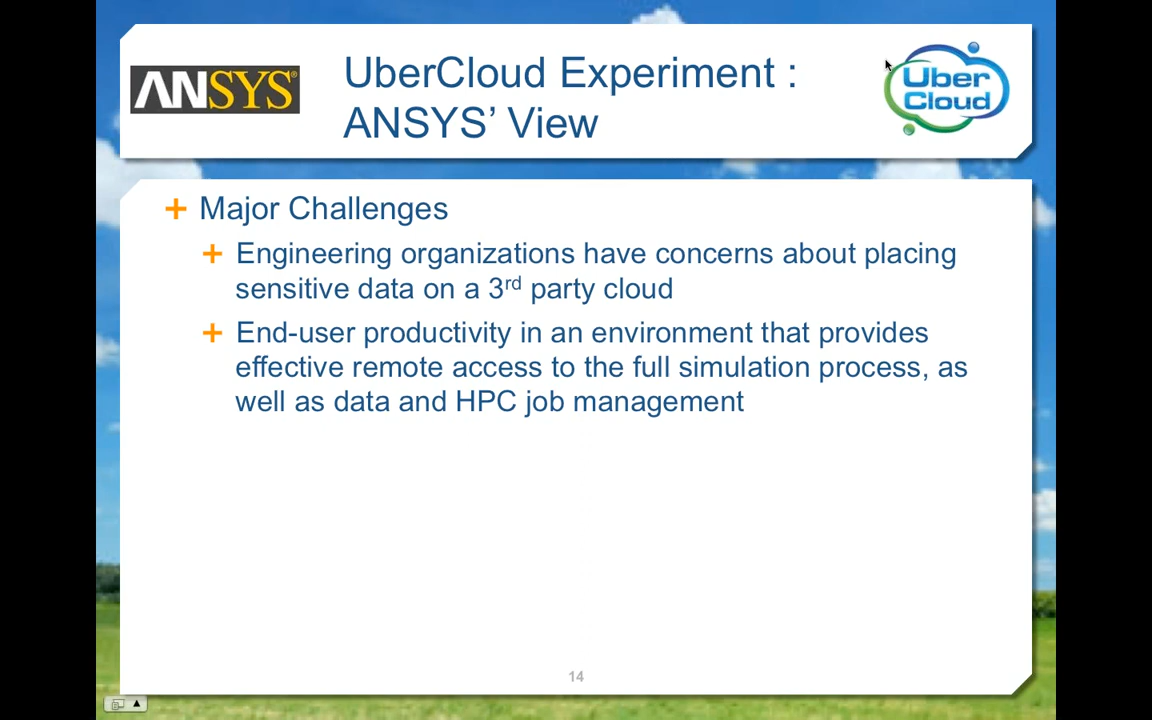 ANSYS®
UberCloud Experiment :
ANSYS’ View
Uber
Cloud
+ Major Challenges
+ Engineering organizations have concerns about placing
sensitive data on a 3rd party cloud
+ End-user productivity in an environment that provides
effective remote access to the full simulation process, as
well as data and HPC job management
14